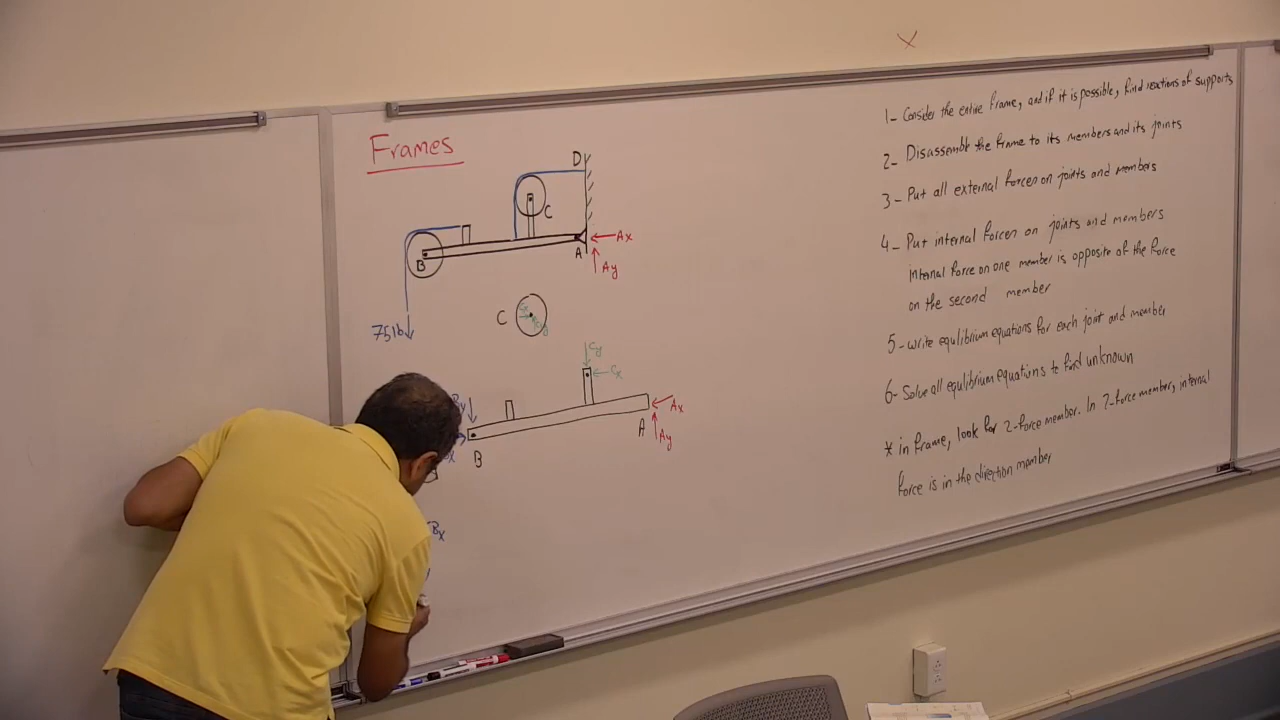 Frames
D
C
B
A
Ax
Ay
75lb
C
Cy
Cx
By
B
A
Ax
Ay
Bx
1- Consider the entire frame, and if it is possible, find reactions of supports
2- Disassemble the frame to its members and its joints
3- Put all external forces on joints and members
4- Put internal forces on joints and members
internal force on one member is opposite of the force
on the second member
5- write equilibrium equations for each joint and member
6- Solve all equilibrium equations to find unknown
* in frame, look for 2-force member. In 2-force member, internal
force is in the direction member